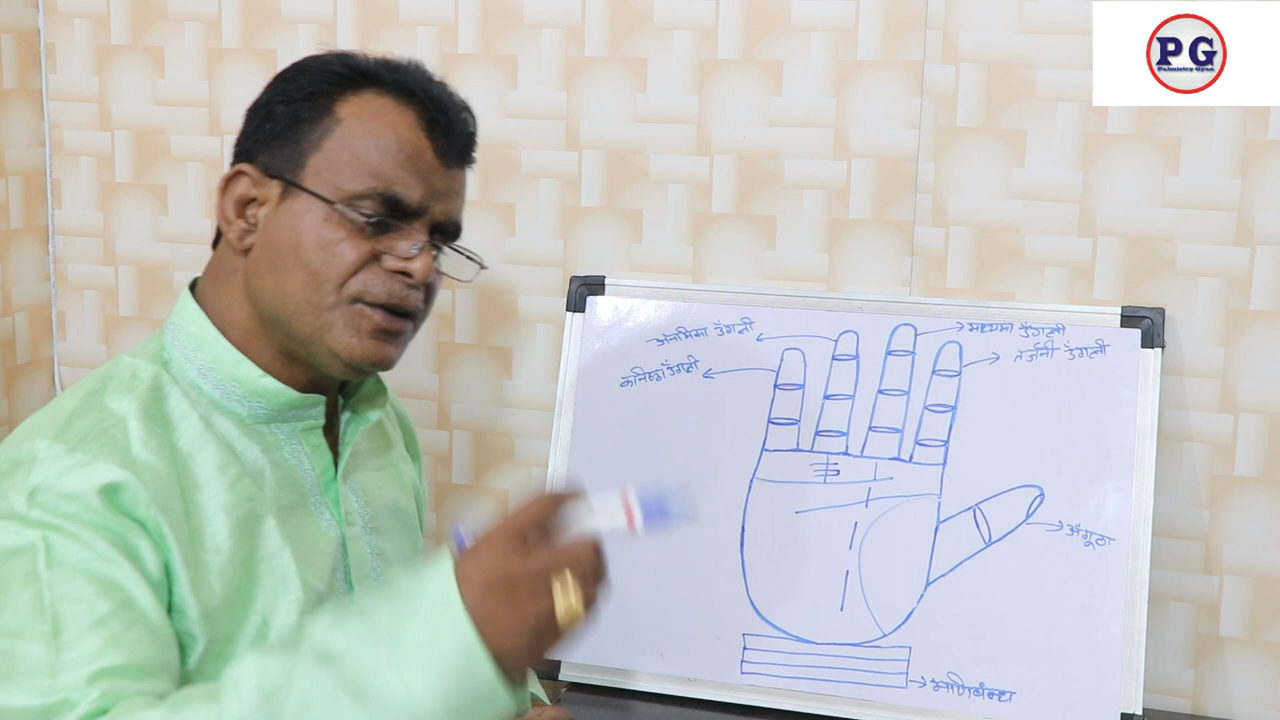 PG
Palmistry Gyan
अनामिका उँगली
मध्यमा उँगली
तर्जनी उँगली
कनिष्ठा उँगली
अँगूठा
मणिबन्ध